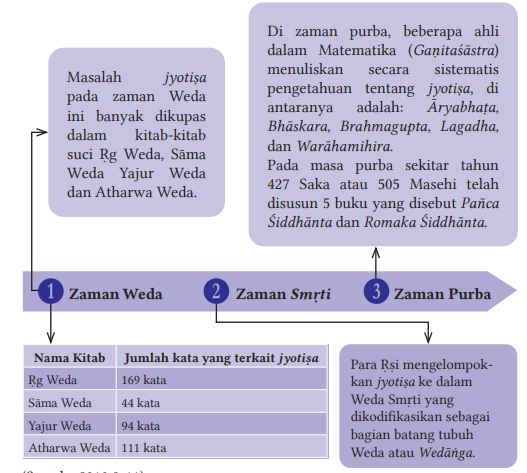 Masalah jyotiṣa
pada zaman Weda
ini banyak dikupas
dalam kitab-kitab
suci Ṛg Weda, Sāma
Weda Yajur Weda
dan Atharwa Weda.
Di zaman purba, beberapa ahli
dalam Matematika (Gaṇitaśāstra)
menuliskan secara sistematis
pengetahuan tentang jyotiṣa, di
antaranya adalah: Āryabhaṭa,
Bhāskara, Brahmagupta, Lagadha,
dan Warāhamihira.
Pada masa purba sekitar tahun
427 Saka atau 505 Masehi telah
disusun 5 buku yang disebut Pañca
Śiddhānta dan Romaka Śiddhānta.
1 Zaman Weda
2 Zaman Smṛti
3 Zaman Purba
Nama Kitab Jumlah kata yang terkait jyotiṣa
Rg Weda 169 kata
Sāma Weda 44 kata
Yajur Weda 94 kata
Atharwa Weda 111 kata
Para Ṛṣi mengelompok-
kan jyotiṣa ke dalam
Weda Smṛti yang
dikodifikasikan sebagai
bagian batang tubuh
Weda atau Wedāṅga.